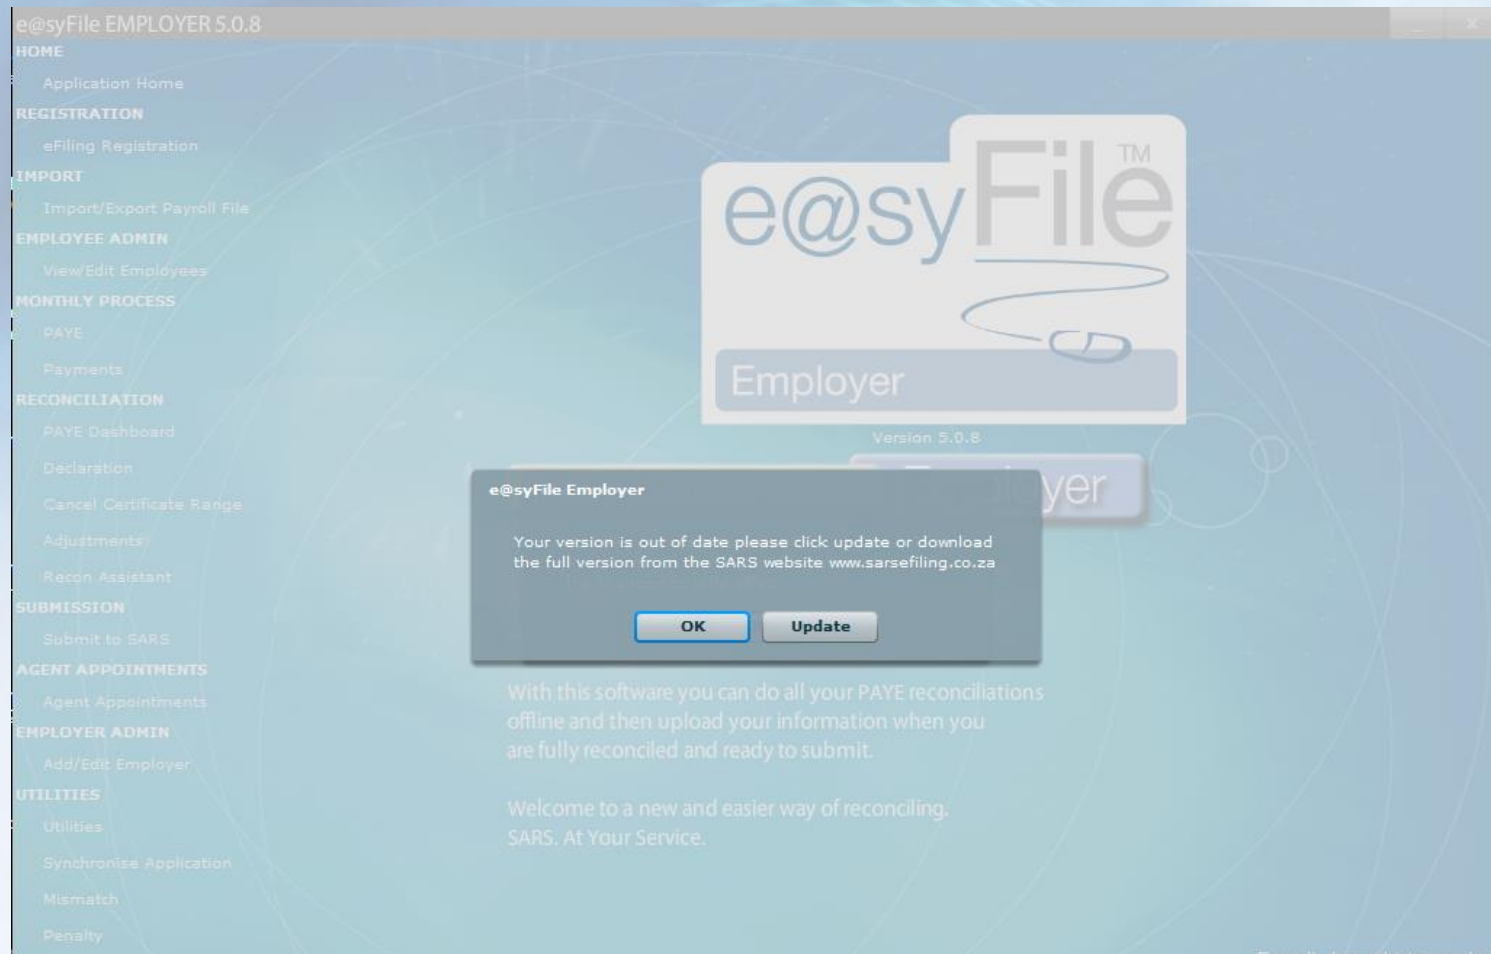 e@syFile EMPLOYER 5.0.8
HOME
Application Home
REGISTRATION
eFiling Registration
IMPORT
Import/Export Payroll File
EMPLOYEE ADMIN
View/Edit Employees
MONTHLY PROCESS
PAYE
Payments
RECONCILIATION
PAYE Dashboard
Declaration
Cancel Certificate Range
Adjustments
Recon Assistant
SUBMISSION
Submit to SARS
AGENT APPOINTMENTS
Agent Appointments
EMPLOYER ADMIN
Add/Edit Employer
UTILITIES
Utilities
Synchronise Application
Mismatch
Penalty
e@syFile TM
Employer
Version 5.0.8
e@syFile Employer
Your version is out of date please click update or download
the full version from the SARS website www.sarsefiling.co.za
OK Update
With this software you can do all your PAYE reconciliations
offline and then upload your information when you
are fully reconciled and ready to submit.
Welcome to a new and easier way of reconciling.
SARS. At Your Service.